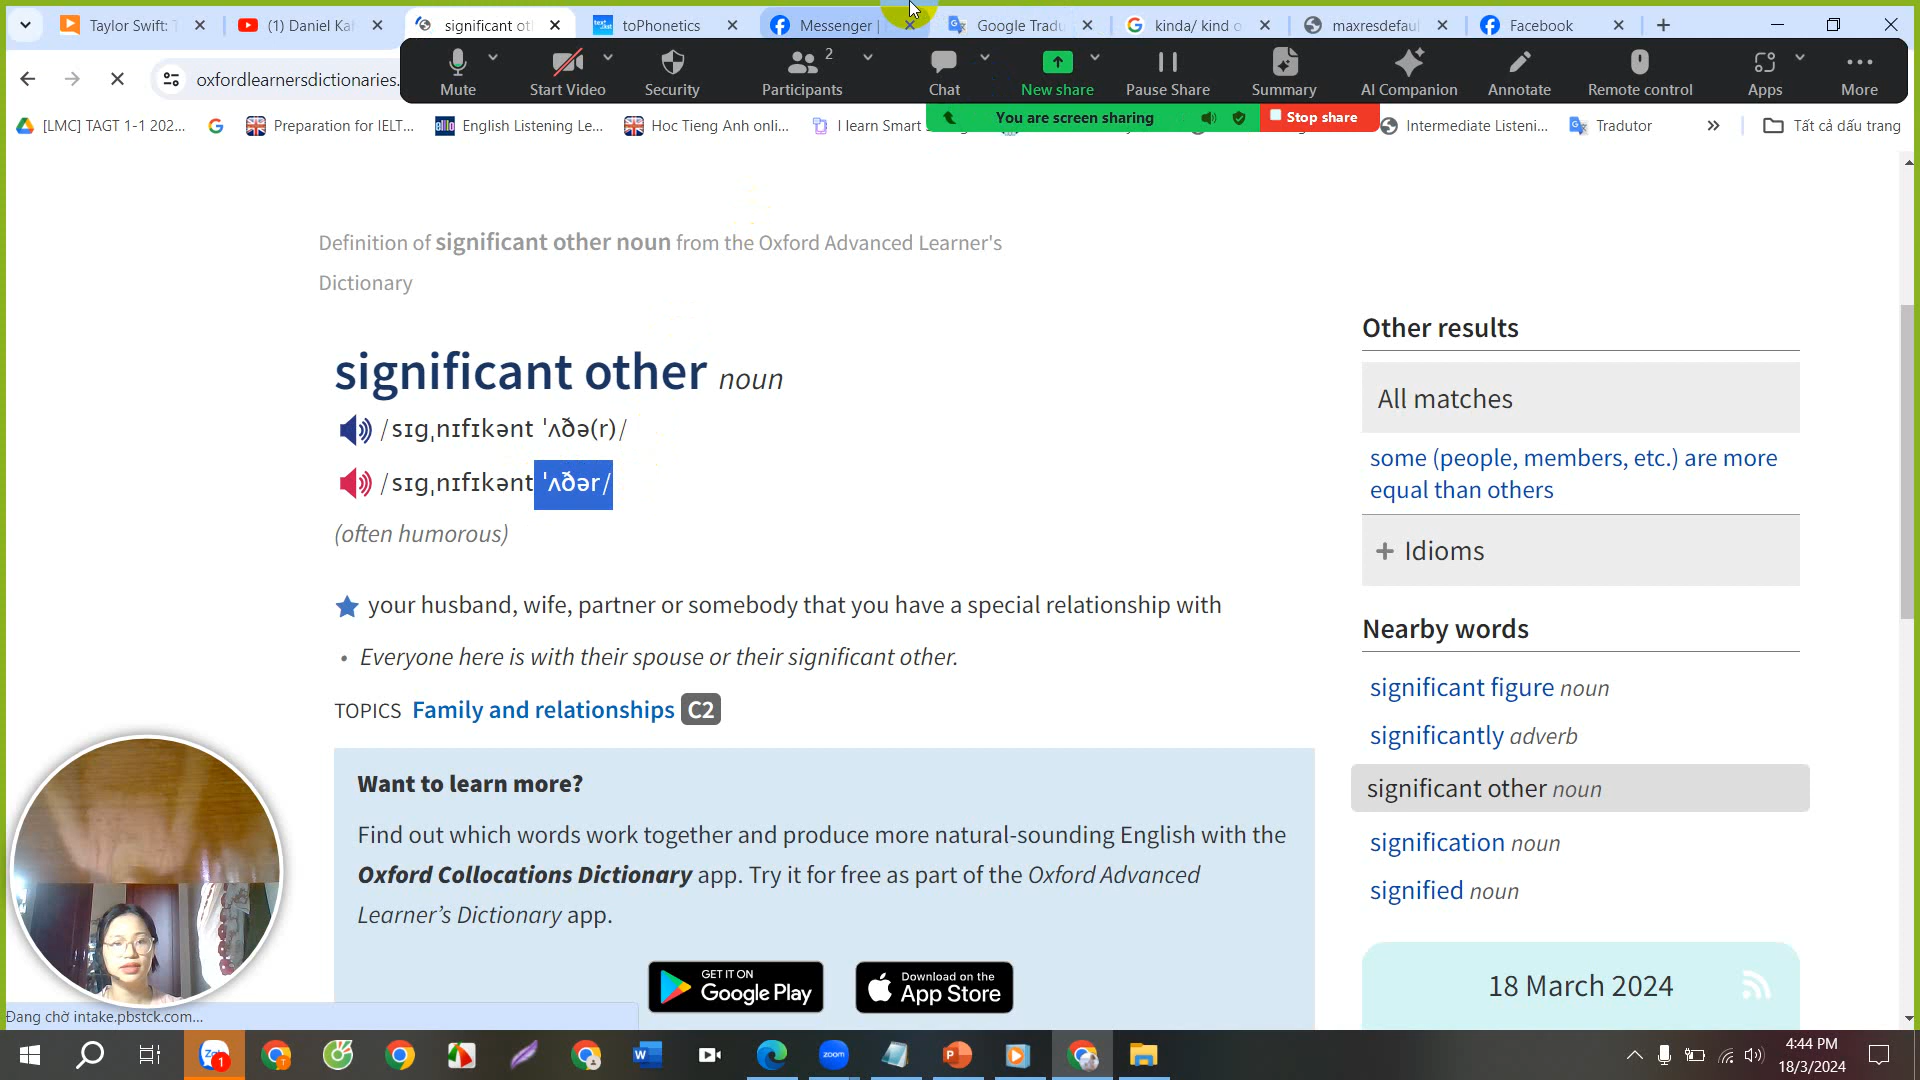 Taylor Swift: T
(1) Daniel Kal
significant oth
toPhonetics
Messenger |
Google Tradu
kinda/ kind o
maxresdefaul
Facebook
oxfordlearnersdictionaries.
Mute
Start Video
Security
Participants
2
Chat
New share
Pause Share
Summary
AI Companion
Annotate
Remote control
Apps
More
You are screen sharing
Stop share
[LMC] TAGT 1-1 202...
Preparation for IELT...
English Listening Le...
Hoc Tieng Anh onli...
I learn Smart
Intermediate Listeni...
Tradutor
Tất cả dấu trang
Definition of significant other noun from the Oxford Advanced Learner's
Dictionary
significant other noun
/sɪɡˌnɪfɪkənt ˈʌðə(r)/
/sɪɡˌnɪfɪkənt ˈʌðər/
(often humorous)
your husband, wife, partner or somebody that you have a special relationship with
• Everyone here is with their spouse or their significant other.
TOPICS Family and relationships C2
Want to learn more?
Find out which words work together and produce more natural-sounding English with the
Oxford Collocations Dictionary app. Try it for free as part of the Oxford Advanced
Learner's Dictionary app.
GET IT ON
Google Play
Download on the
App Store
Other results
All matches
some (people, members, etc.) are more
equal than others
+ Idioms
Nearby words
significant figure noun
significantly adverb
significant other noun
signification noun
signified noun
18 March 2024
Đang chờ intake.pbstck.com...
4:44 PM
18/3/2024